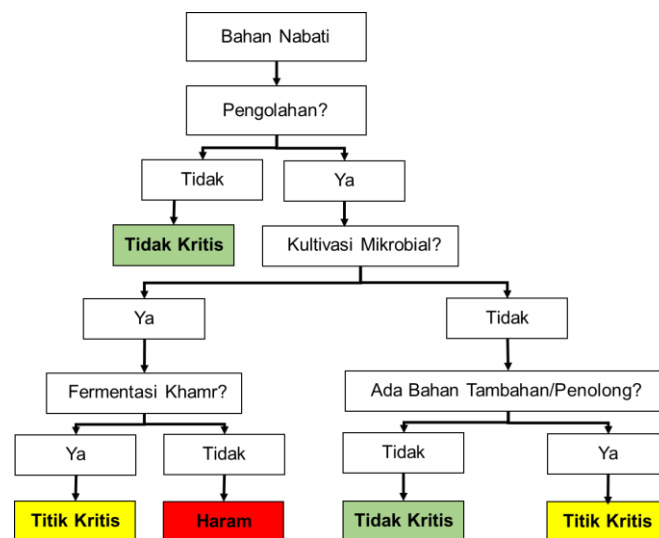 Bahan Nabati
Pengolahan?
Tidak
Ya
Tidak Kritis
Kultivasi Mikrobial?
Ya
Tidak
Fermentasi Khamr?
Ada Bahan Tambahan/Penolong?
Ya
Tidak
Tidak
Ya
Titik Kritis
Haram
Tidak Kritis
Titik Kritis